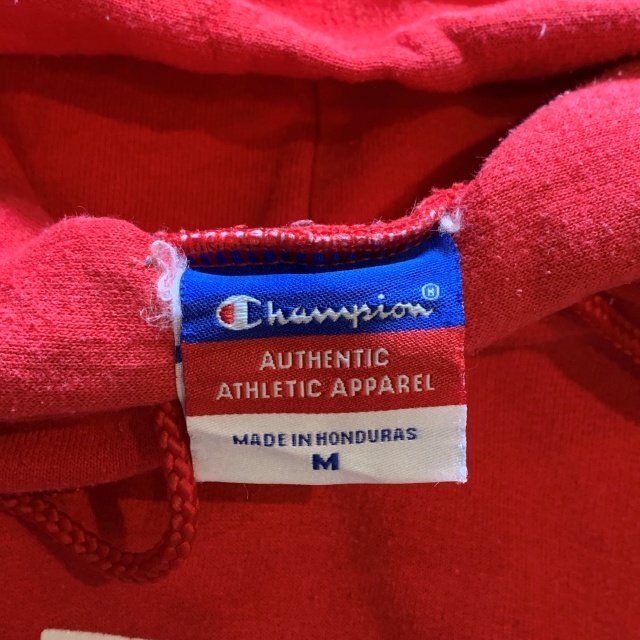 Champion®
AUTHENTIC
ATHLETIC APPAREL
MADE IN HONDURAS
M